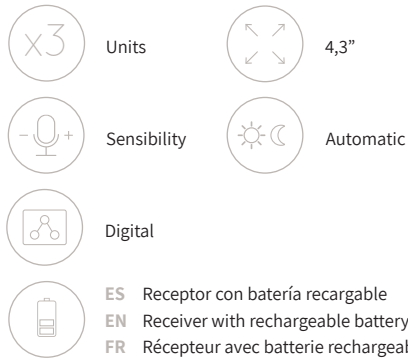 x3 Units 4,3”
- + Sensibility Automatic
Digital
ES Receptor con batería recargable
EN Receiver with rechargeable battery
FR Récepteur avec batterie